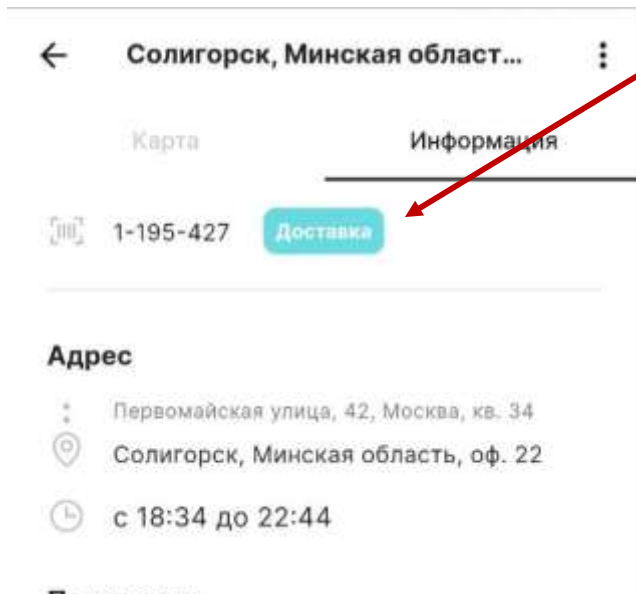 Солигорск, Минская област...
Карта
Информация
1-195-427 Доставка
Адрес
Первомайская улица, 42, Москва, кв. 34
Солигорск, Минская область, оф. 22
с 18:34 до 22:44